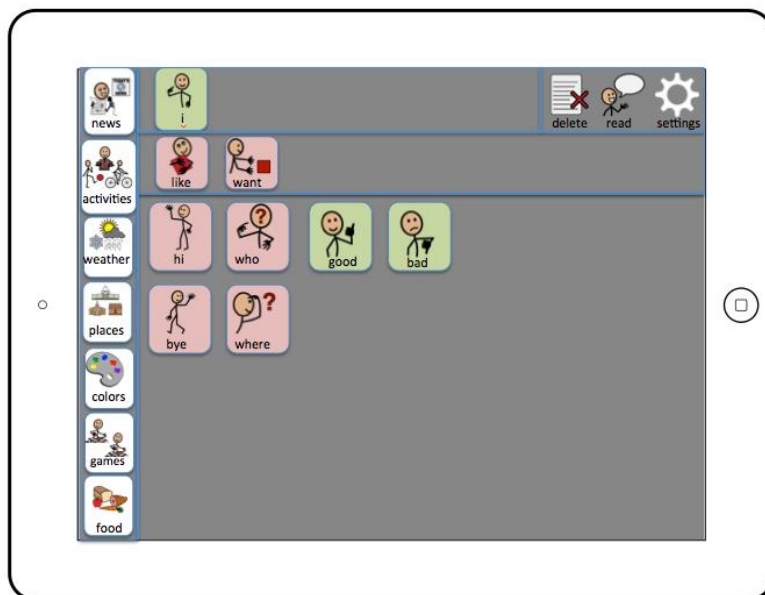 news
i
delete read settings
like want
activities
weather
hi who good bad
places
bye where
colors
games
food